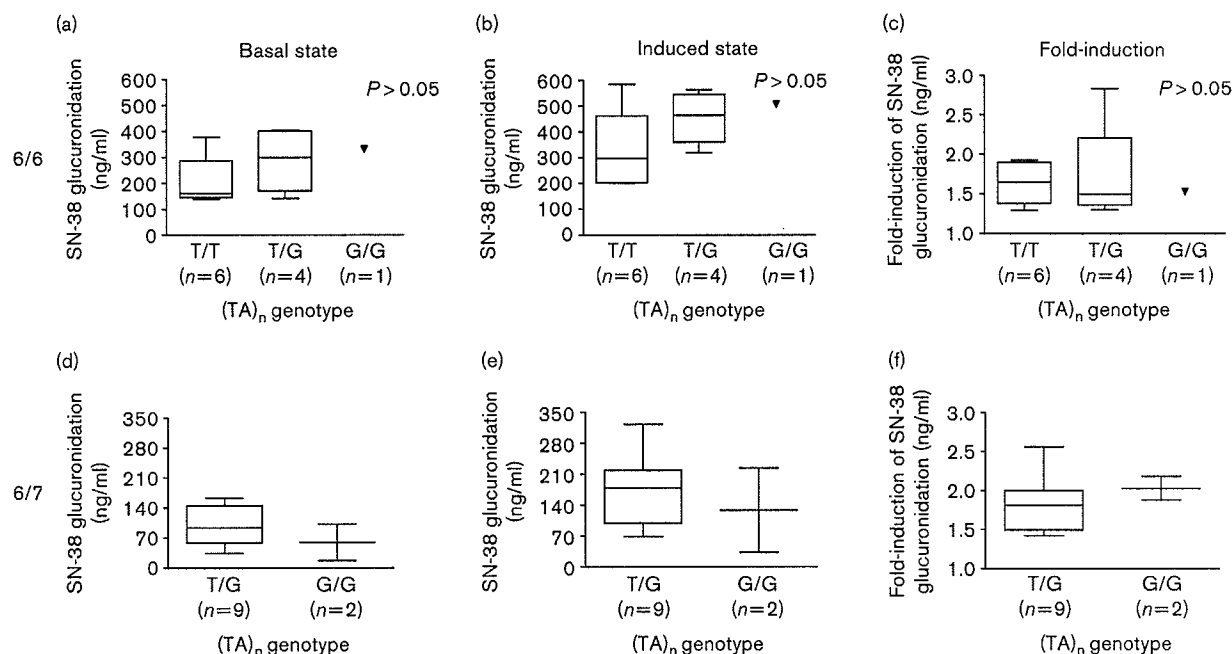 (a)
Basal state
SN-38 glucuronidation
(ng/ml)
600
500
400
300
200
100
0
P > 0.05
T/T
T/G
G/G
(n=6)
(n=4)
(n=1)
(TA)n genotype
(b)
Induced state
SN-38 glucuronidation
(ng/ml)
600
500
400
300
200
100
0
P > 0.05
T/T
T/G
G/G
(n=6)
(n=4)
(n=1)
(TA)n genotype
(c)
Fold-induction
Fold-induction of SN-38
glucuronidation (ng/ml)
3.0
2.5
2.0
1.5
1.0
P > 0.05
T/T
T/G
G/G
(n=6)
(n=4)
(n=1)
(TA)n genotype
6/6
(d)
SN-38 glucuronidation
(ng/ml)
350
280
210
140
70
0
T/G
G/G
(n=9)
(n=2)
(TA)n genotype
(e)
SN-38 glucuronidation
(ng/ml)
350
280
210
140
70
0
T/G
G/G
(n=9)
(n=2)
(TA)n genotype
(f)
Fold-induction of SN-38
glucuronidation (ng/ml)
3.0
2.5
2.0
1.5
1.0
T/G
G/G
(n=9)
(n=2)
(TA)n genotype
6/7